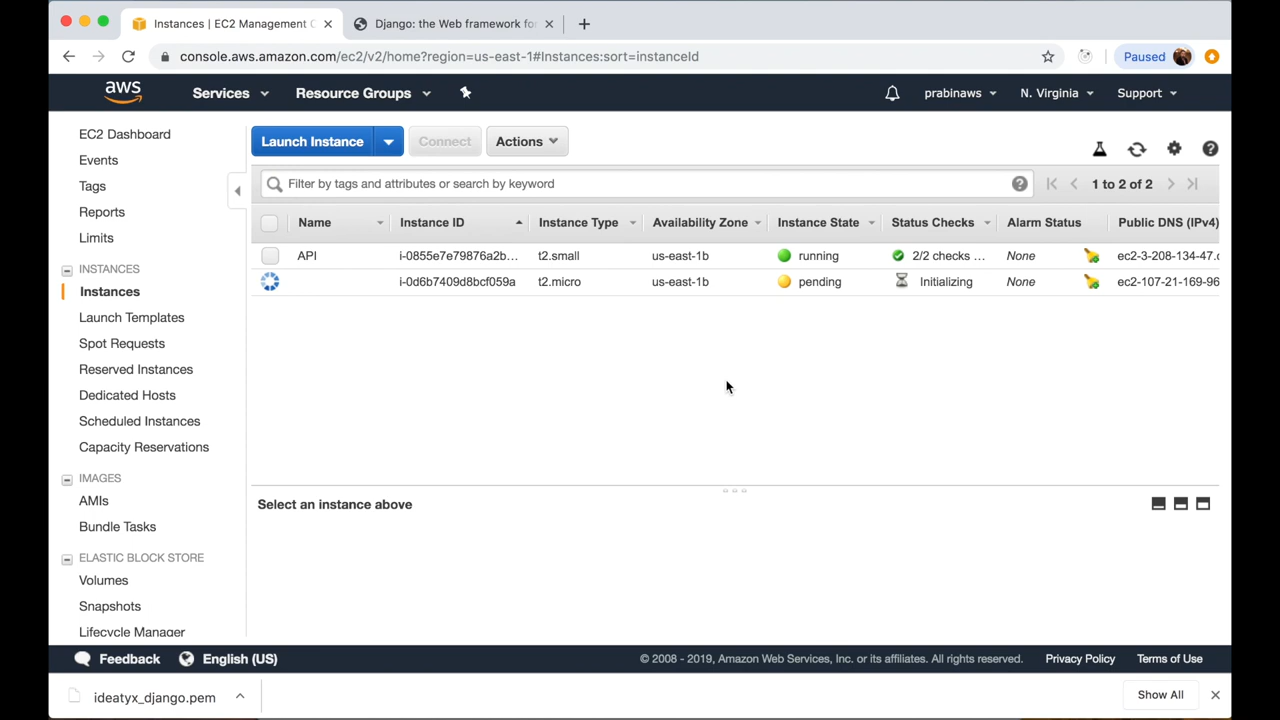 Instances | EC2 Management
Django: the Web framework for
console.aws.amazon.com/ec2/v2/home?region=us-east-1#Instances:sort=instanceId
Paused
aws
Services
Resource Groups
prabinaws
N. Virginia
Support
EC2 Dashboard
Events
Tags
Reports
Limits
INSTANCES
Instances
Launch Templates
Spot Requests
Reserved Instances
Dedicated Hosts
Scheduled Instances
Capacity Reservations
IMAGES
AMIs
Bundle Tasks
ELASTIC BLOCK STORE
Volumes
Snapshots
Lifecycle Manager
Launch Instance Connect Actions
Filter by tags and attributes or search by keyword
1 to 2 of 2
Name Instance ID Instance Type Availability Zone Instance State Status Checks Alarm Status Public DNS (IPv4)
API i-0855e7e79876a2b... t2.small us-east-1b running 2/2 checks ... None ec2-3-208-134-47.c
i-0d6b7409d8bcf059a t2.micro us-east-1b pending Initializing None ec2-107-21-169-96
Select an instance above
Feedback English (US)
© 2008 - 2019, Amazon Web Services, Inc. or its affiliates. All rights reserved. Privacy Policy Terms of Use
ideatyx_django.pem
Show All